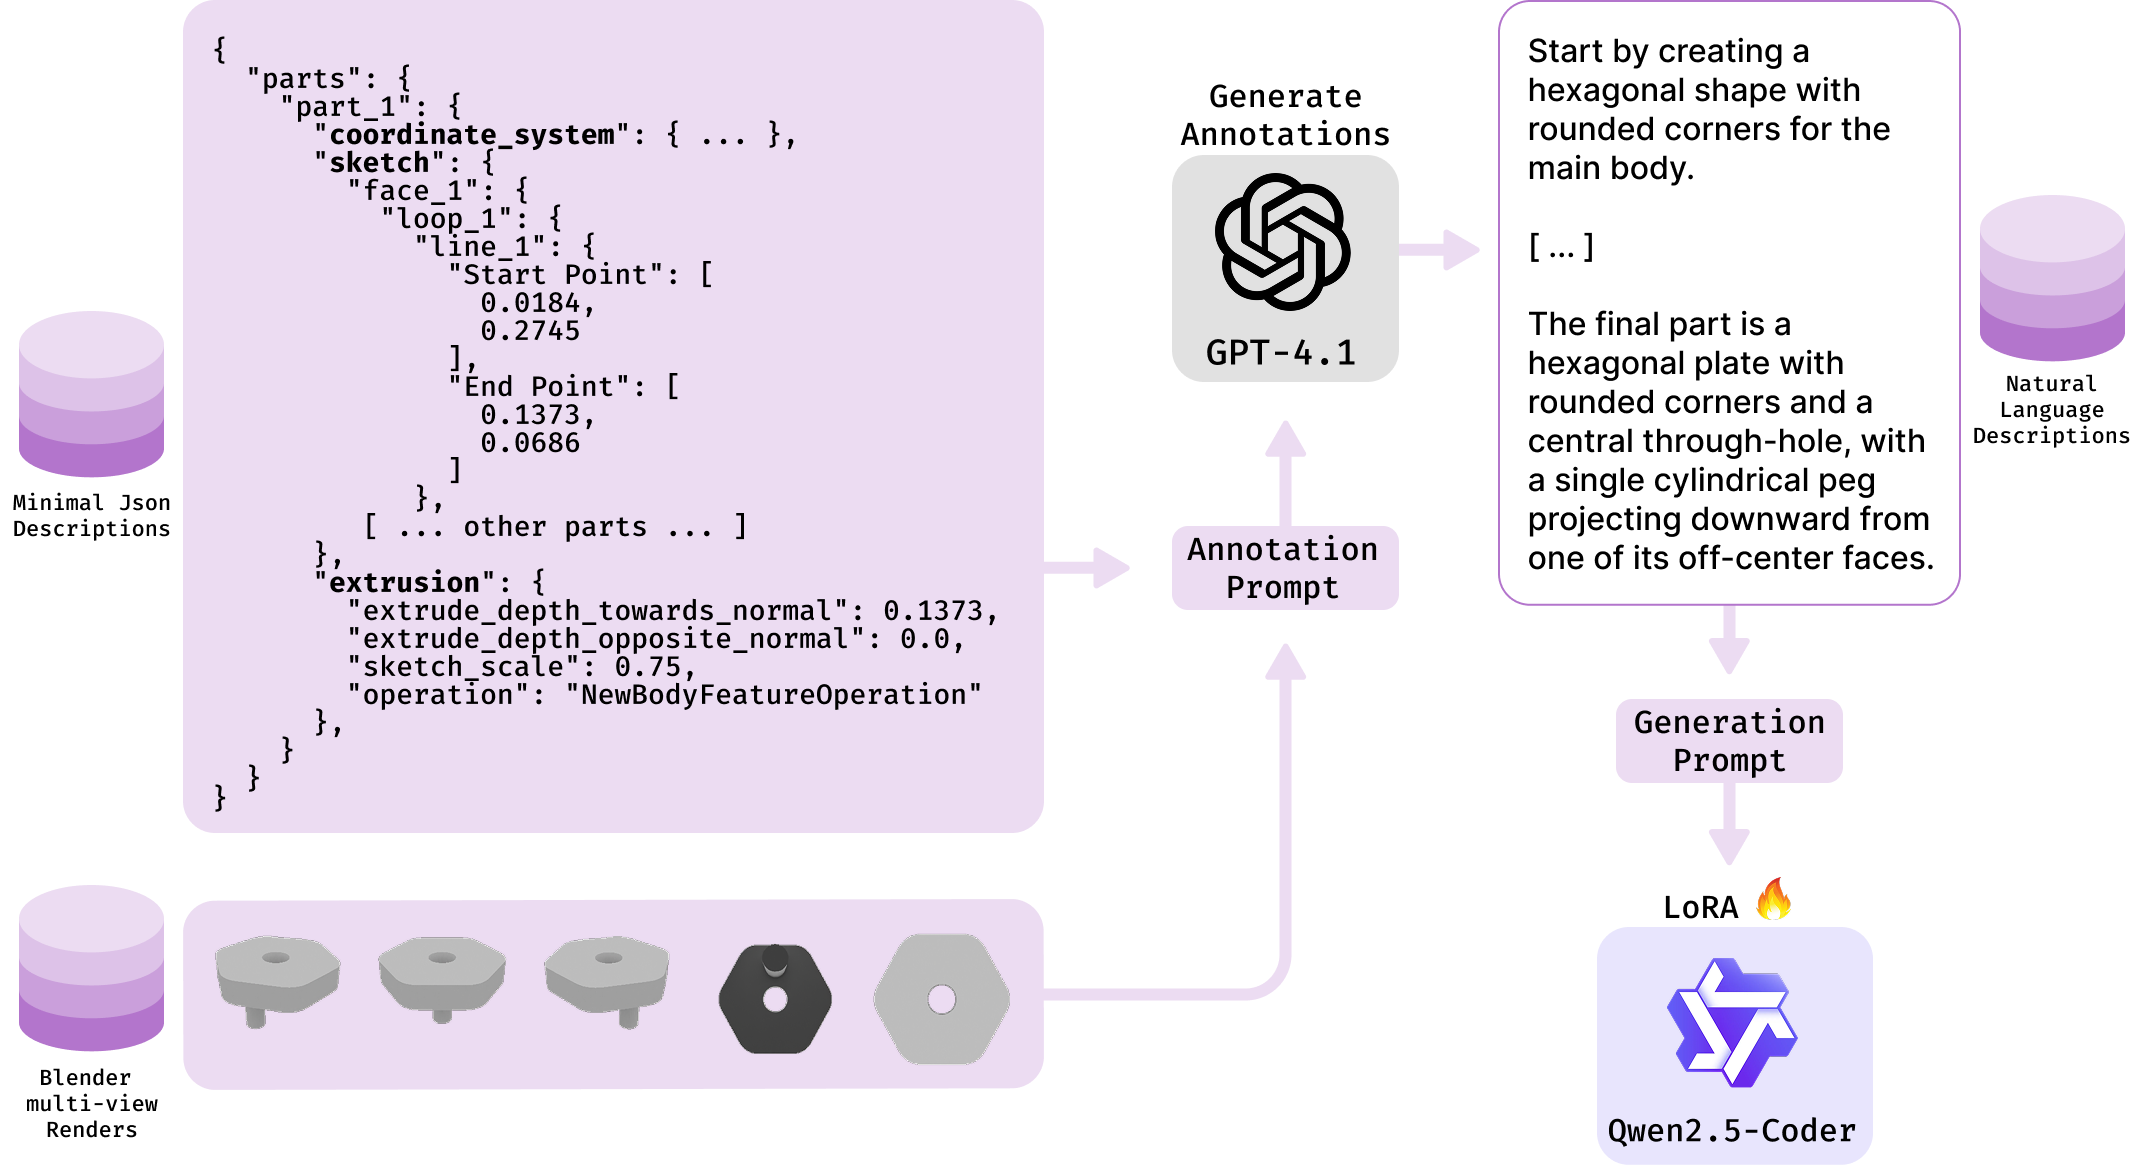 {
"parts": {
"part_1": {
"coordinate_system": { ... },
"sketch": {
"face_1": {
"loop_1": {
"line_1": {
"Start Point": [
0.0184,
0.2745
],
"End Point": [
0.1373,
0.0686
]
},
[ ... other parts ... ]
},
"extrusion": {
"extrude_depth_towards_normal": 0.1373,
"extrude_depth_opposite_normal": 0.0,
"sketch_scale": 0.75,
"operation": "NewBodyFeatureOperation"
},
}
}
}
Minimal Json
Descriptions
Blender
multi-view
Renders
Generate
Annotations
GPT-4.1
Annotation
Prompt
Start by creating a
hexagonal shape with
rounded corners for the
main body.
[ ... ]
The final part is a
hexagonal plate with
rounded corners and a
central through-hole, with
a single cylindrical peg
projecting downward from
one of its off-center faces.
Natural
Language
Descriptions
Generation
Prompt
LoRA
Qwen2.5-Coder